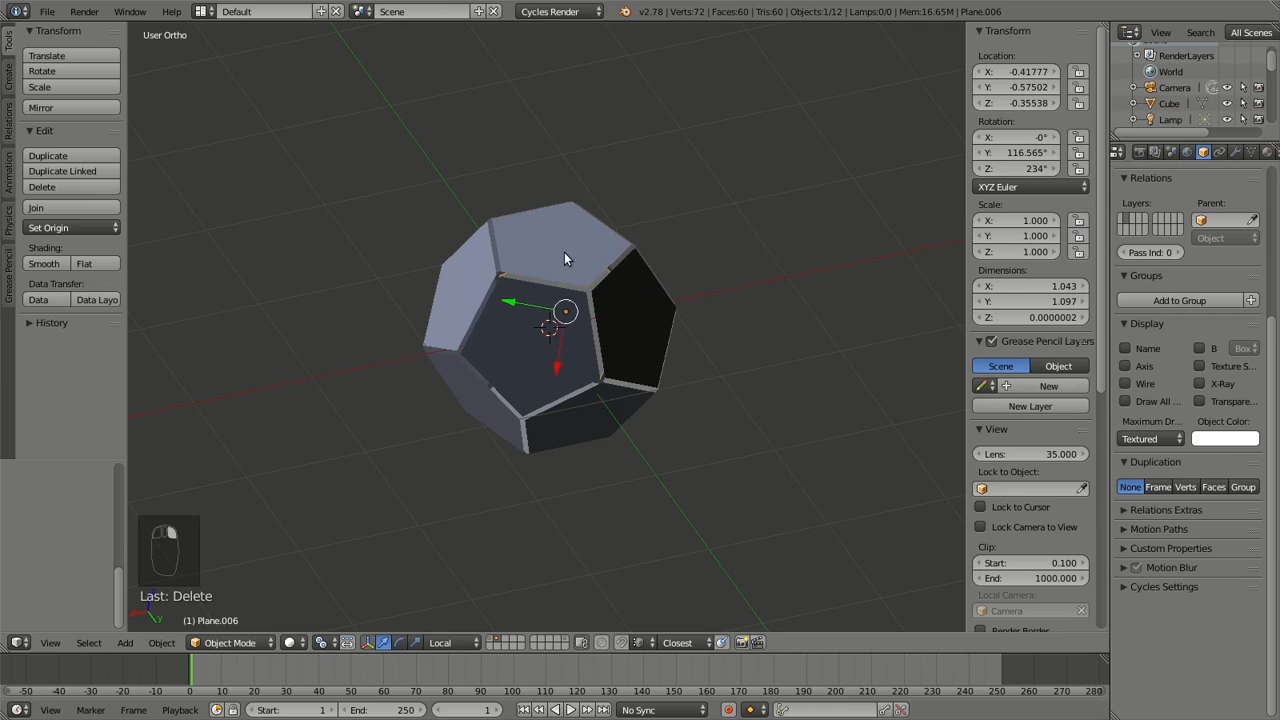 File Render Window Help Default Scene Cycles Render v2.78 | Verts:72 | Faces:60 | Tris:60 | Objects:1/12 | Lamps:0/0 | Mem:16.65M | Plane.006
Tools
Create
Relations
Animation
Physics
Grease Pencil
Transform
Translate
Rotate
Scale
Mirror
Edit
Duplicate
Duplicate Linked
Delete
Join
Set Origin
Shading:
Smooth Flat
Data Transfer:
Data Data Layo
History
User Ortho
Last: Delete
(1) Plane.006
Transform
Location:
X: -0.41777
Y: -0.57502
Z: -0.35538
Rotation:
X: -0°
Y: 116.565°
Z: 234°
XYZ Euler
Scale:
X: 1.000
Y: 1.000
Z: 1.000
Dimensions:
X: 1.043
Y: 1.097
Z: 0.0000002
Grease Pencil Layers
Scene Object
New
New Layer
View
Lens: 35.000
Lock to Object:
Lock to Cursor
Lock Camera to View
Clip:
Start: 0.100
End: 1000.000
Local Camera:
Camera
Render Border
View Search All Scenes
RenderLayers
World
Camera
Cube
Lamp
Relations
Layers: Parent:
Object
Pass Ind: 0
Groups
Add to Group
Display
Name B Box
Axis Texture S...
Wire X-Ray
Draw All ... Transpare...
Maximum Dr... Object Color:
Textured
Duplication
None Frame Verts Faces Group
Relations Extras
Motion Paths
Custom Properties
Motion Blur
Cycles Settings
View Select Add Object Object Mode Local Closest
-50 -40 -30 -20 -10 0 10 20 30 40 50 60 70 80 90 100 110 120 130 140 150 160 170 180 190 200 210 220 230 240 250 260 270 280
View Marker Frame Playback Start: 1 End: 250 1 No Sync